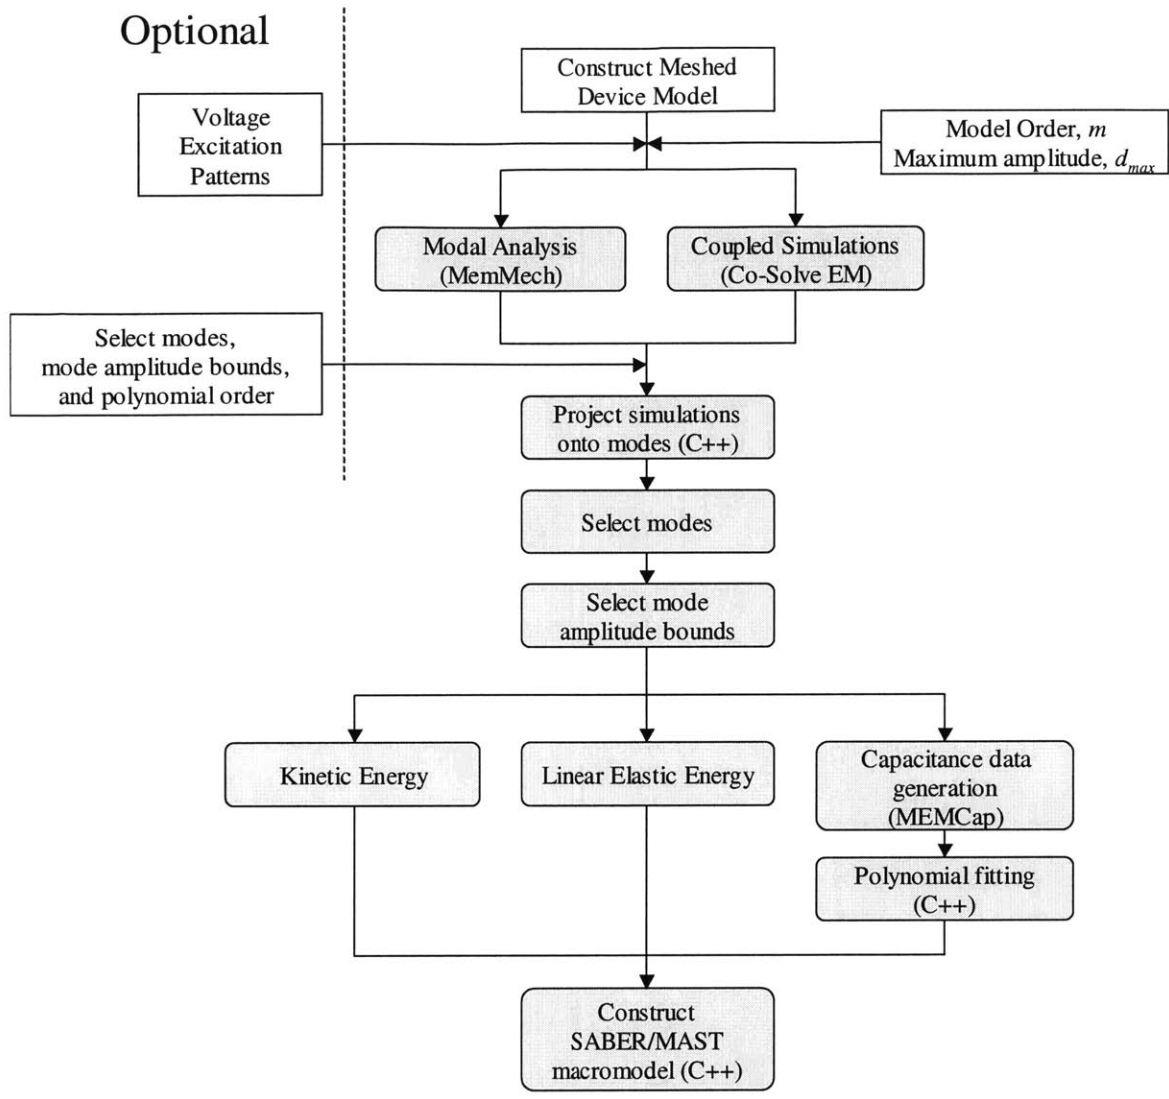 Optional
Construct Meshed
Device Model
Voltage
Excitation
Patterns
Model Order, m
Maximum amplitude, d_max
Modal Analysis
(MemMech)
Coupled Simulations
(Co-Solve EM)
Select modes,
mode amplitude bounds,
and polynomial order
Project simulations
onto modes (C++)
Select modes
Select mode
amplitude bounds
Kinetic Energy
Linear Elastic Energy
Capacitance data
generation
(MEMCap)
Polynomial fitting
(C++)
Construct
SABER/MAST
macromodel (C++)